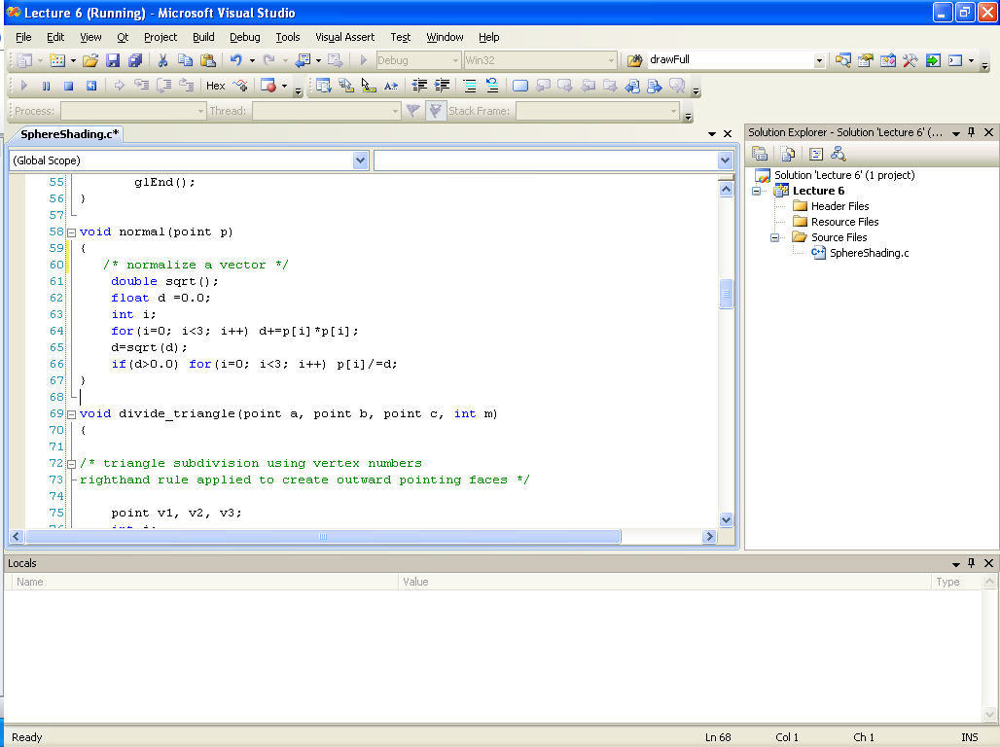 Lecture 6 (Running) - Microsoft Visual Studio
File Edit View Qt Project Build Debug Tools Visual Assert Test Window Help
Debug Win32 drawFull
Hex
Process: Thread: Stack Frame:
SphereShading.c*
(Global Scope)
55 glEnd();
56 }
57
58 void normal(point p)
59 {
60 /* normalize a vector */
61 double sqrt();
62 float d =0.0;
63 int i;
64 for(i=0; i<3; i++) d+=p[i]*p[i];
65 d=sqrt(d);
66 if(d>0.0) for(i=0; i<3; i++) p[i]/=d;
67 }
68
69 void divide_triangle(point a, point b, point c, int m)
70 {
71
72 /* triangle subdivision using vertex numbers
73 righthand rule applied to create outward pointing faces */
74
75 point v1, v2, v3;
76 int i;
Solution Explorer - Solution 'Lecture 6' (...
Solution 'Lecture 6' (1 project)
Lecture 6
Header Files
Resource Files
Source Files
SphereShading.c
Locals
Name Value Type
Ready Ln 68 Col 1 Ch 1 INS